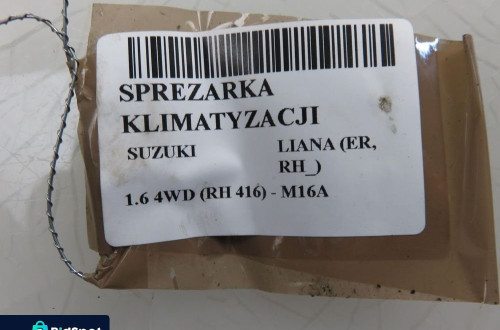 SPREZARKA
KLIMATYZACJI
SUZUKI LIANA (ER,
RH_)
1.6 4WD (RH 416) - M16A